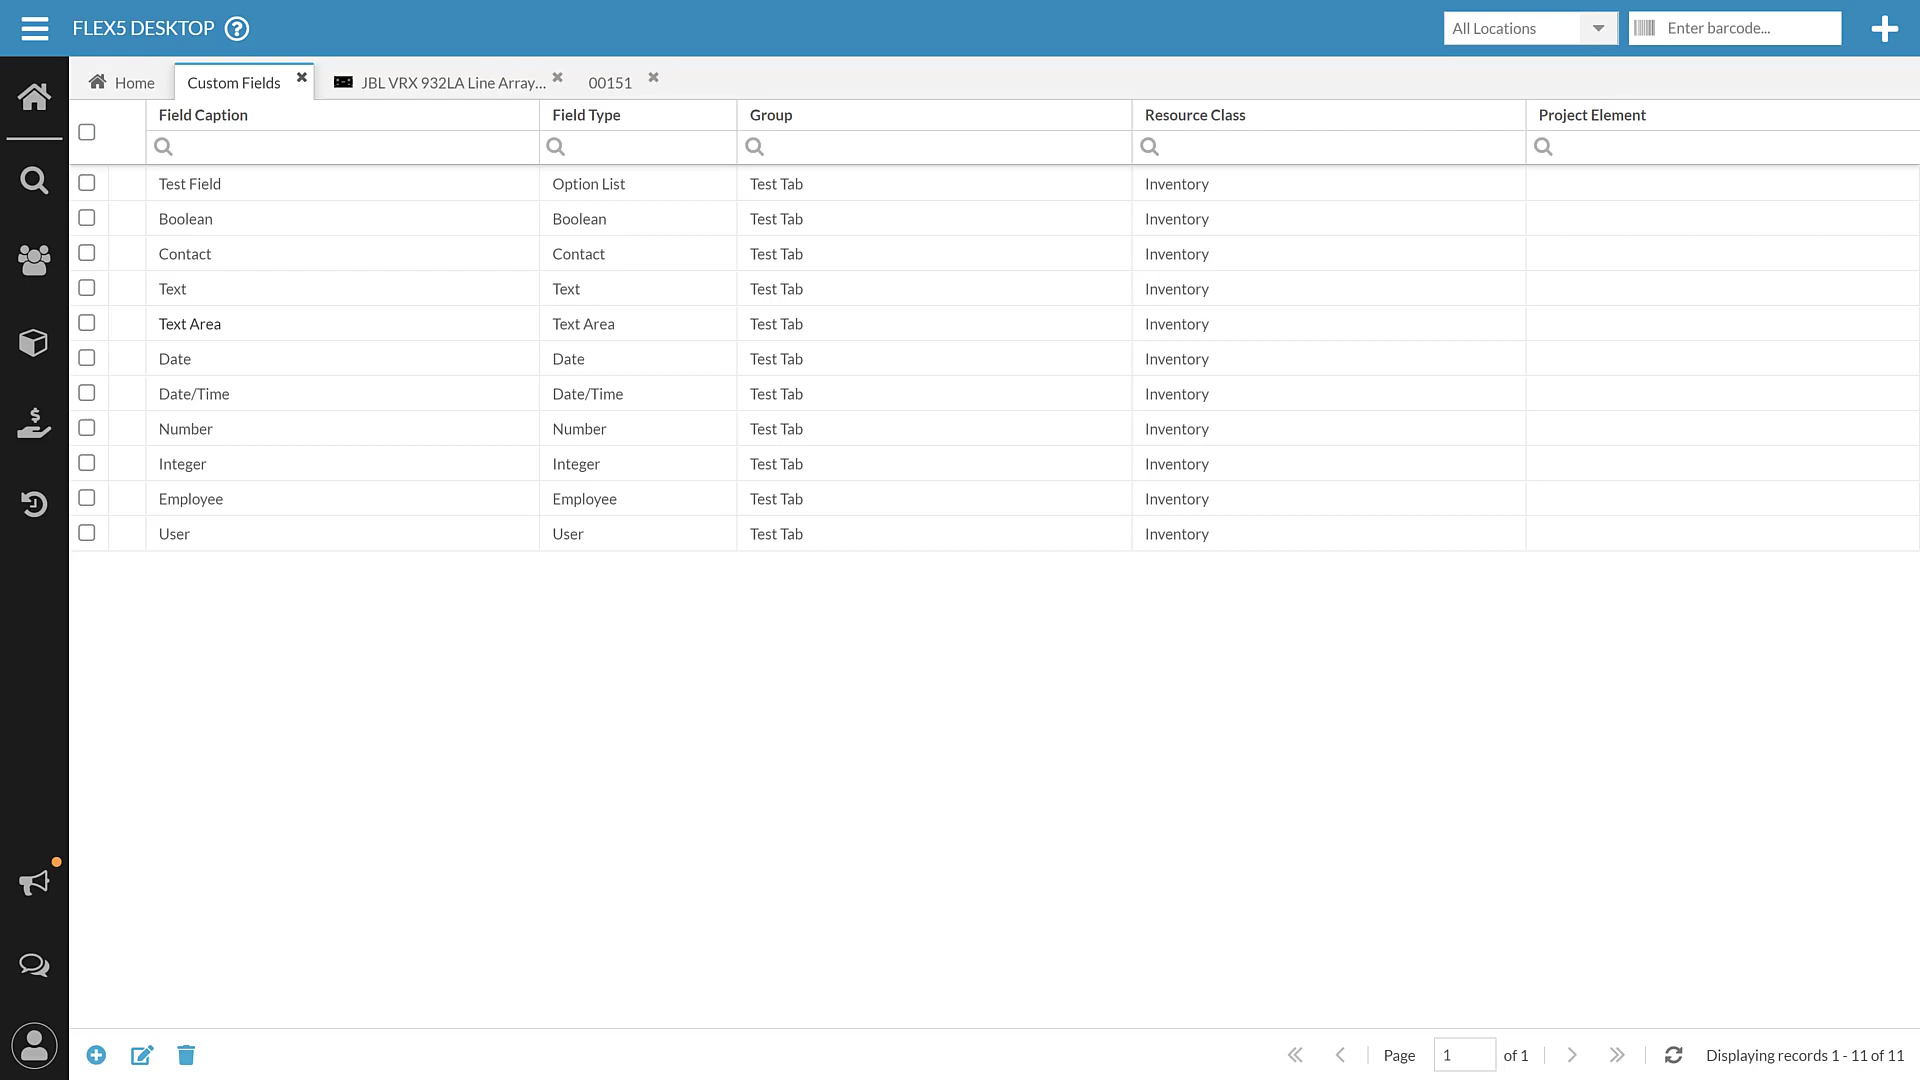 FLEX5 DESKTOP ?
All Locations
Enter barcode...
Home
Custom Fields
JBL VRX 932LA Line Array...
00151
Field Caption Field Type Group Resource Class Project Element
Test Field Option List Test Tab Inventory
Boolean Boolean Test Tab Inventory
Contact Contact Test Tab Inventory
Text Text Test Tab Inventory
Text Area Text Area Test Tab Inventory
Date Date Test Tab Inventory
Date/Time Date/Time Test Tab Inventory
Number Number Test Tab Inventory
Integer Integer Test Tab Inventory
Employee Employee Test Tab Inventory
User User Test Tab Inventory
Page 1 of 1 Displaying records 1 - 11 of 11